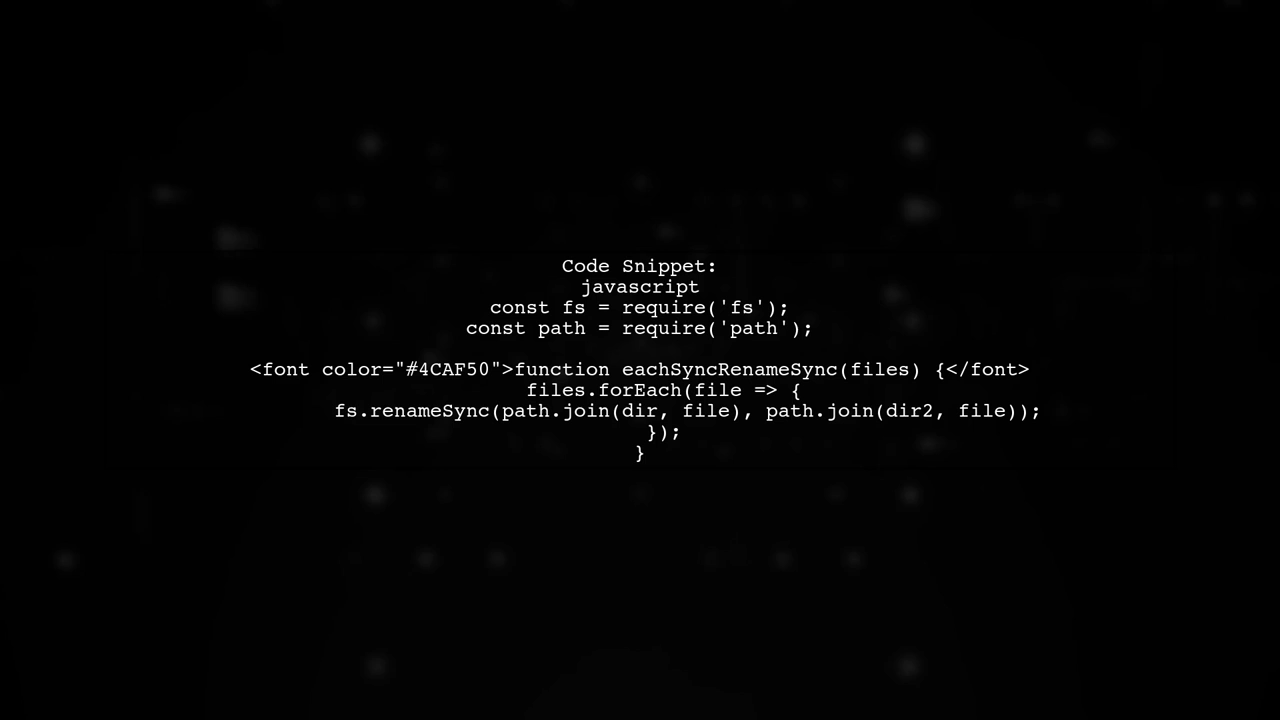 Code Snippet:
javascript
const fs = require('fs');
const path = require('path');
<font color="#4CAF50">function eachSyncRenameSync(files) {</font>
files.forEach(file => {
fs.renameSync(path.join(dir, file), path.join(dir2, file));
});
}